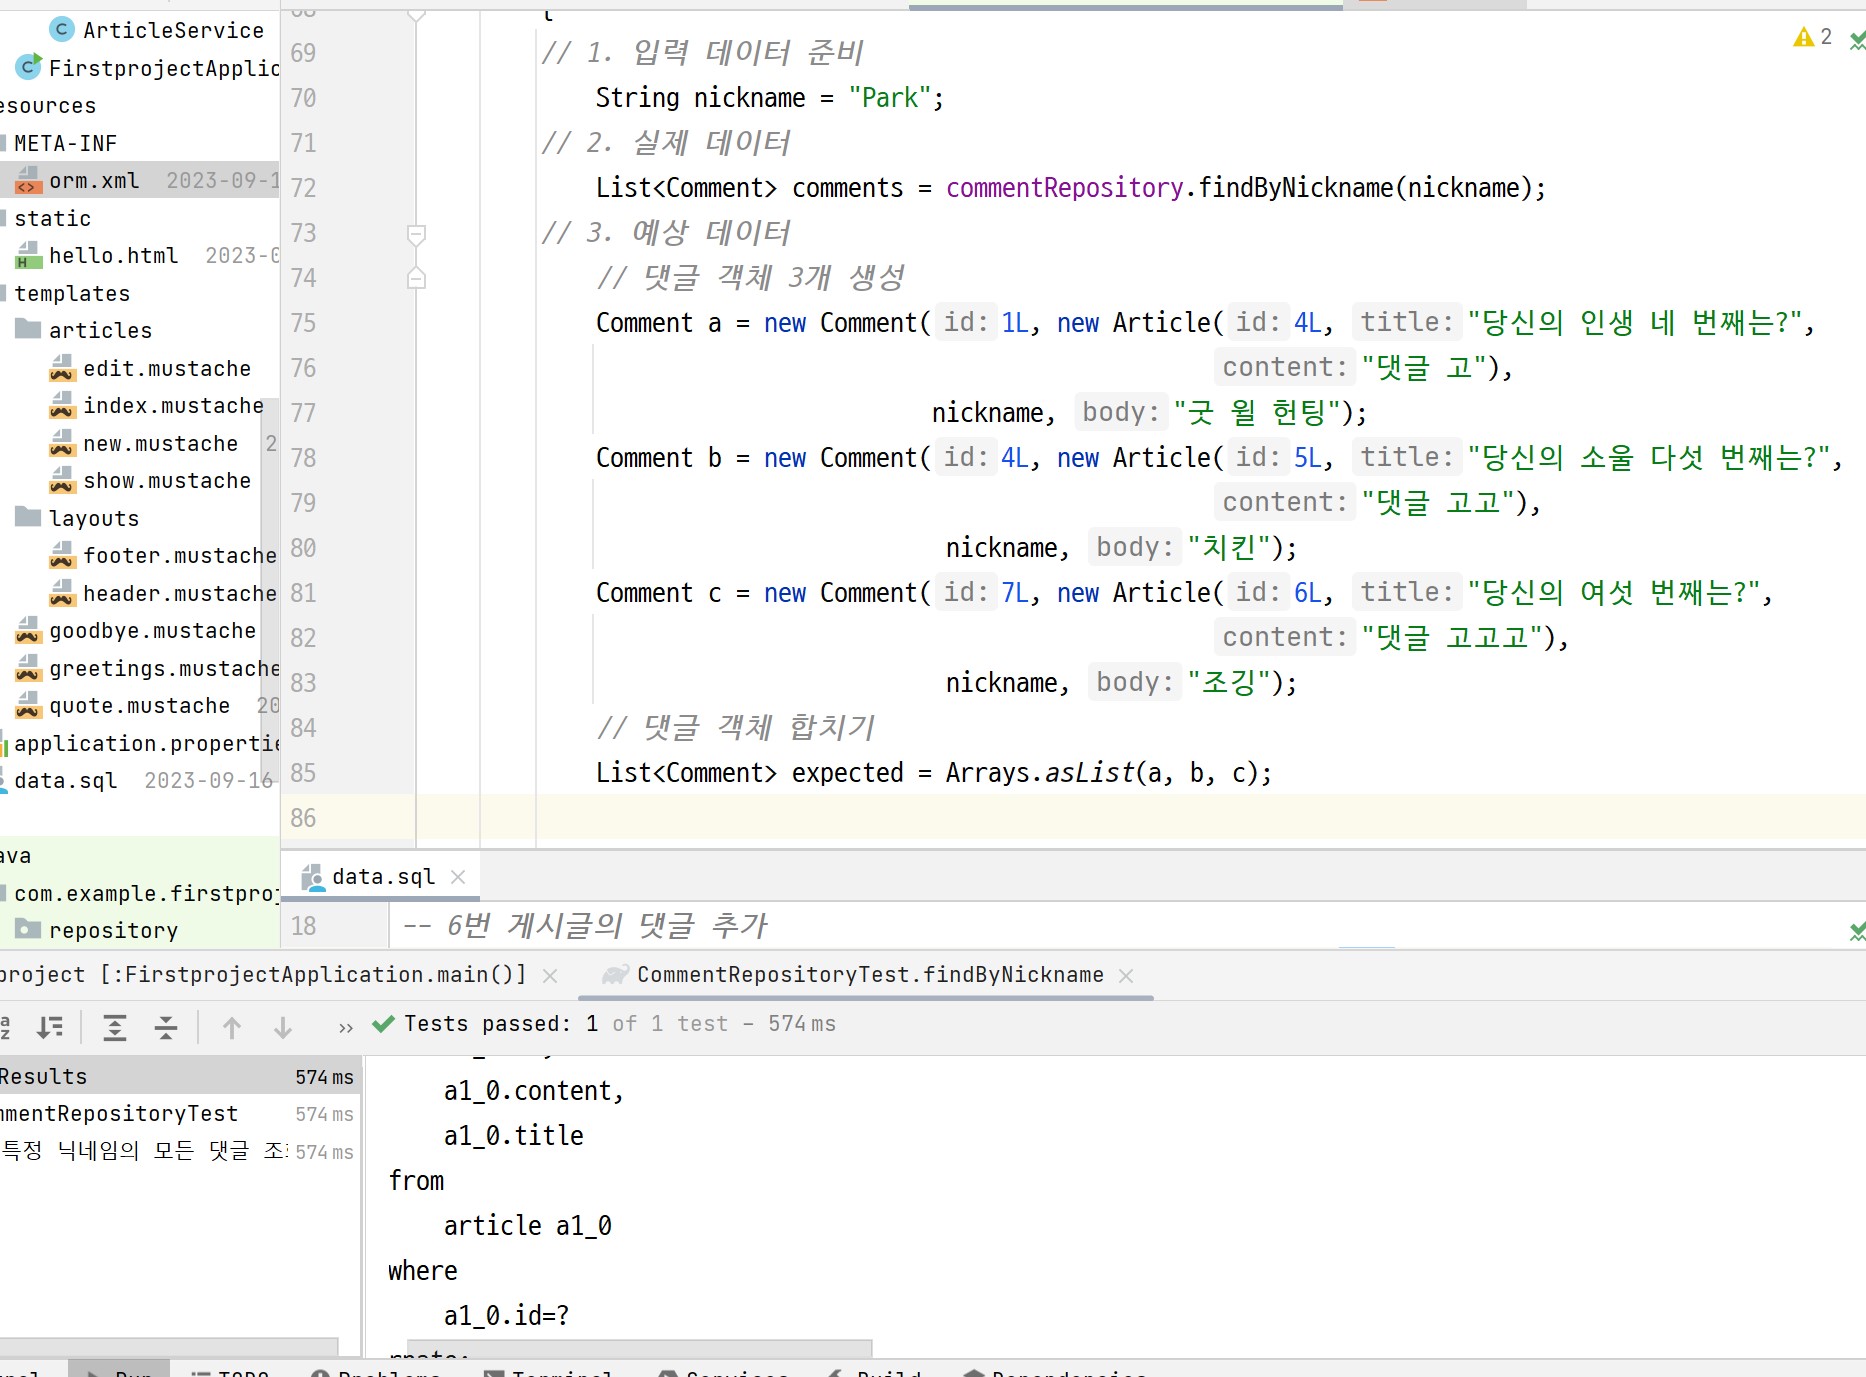 ArticleService
FirstprojectApplic
esources
META-INF
orm.xml 2023-09-1
static
hello.html 2023-0
templates
articles
edit.mustache
index.mustache
new.mustache 2
show.mustache
layouts
footer.mustache
header.mustache
goodbye.mustache
greetings.mustache
quote.mustache 20
application.propertie
data.sql 2023-09-16
ava
com.example.firstproj
repository
68 {
69 // 1. 입력 데이터 준비
70 String nickname = "Park";
71 // 2. 실제 데이터
72 List<Comment> comments = commentRepository.findByNickname(nickname);
73 // 3. 예상 데이터
74 // 댓글 객체 3개 생성
75 Comment a = new Comment( id: 1L, new Article( id: 4L, title: "당신의 인생 네 번째는?",
76 content: "댓글 고"),
77 nickname, body: "굿 윌 헌팅");
78 Comment b = new Comment( id: 4L, new Article( id: 5L, title: "당신의 소울 다섯 번째는?",
79 content: "댓글 고고"),
80 nickname, body: "치킨");
81 Comment c = new Comment( id: 7L, new Article( id: 6L, title: "당신의 여섯 번째는?",
82 content: "댓글 고고고"),
83 nickname, body: "조깅");
84 // 댓글 객체 합치기
85 List<Comment> expected = Arrays.asList(a, b, c);
86
2
data.sql
18 -- 6번 게시글의 댓글 추가
project [:FirstprojectApplication.main()]
CommentRepositoryTest.findByNickname
Tests passed: 1 of 1 test – 574 ms
Results 574 ms
mmentRepositoryTest 574 ms
특정 닉네임의 모든 댓글 조 574 ms
a1_0.content,
a1_0.title
from
article a1_0
where
a1_0.id=?
Run TODO Problems Terminal Services Build Dependencies